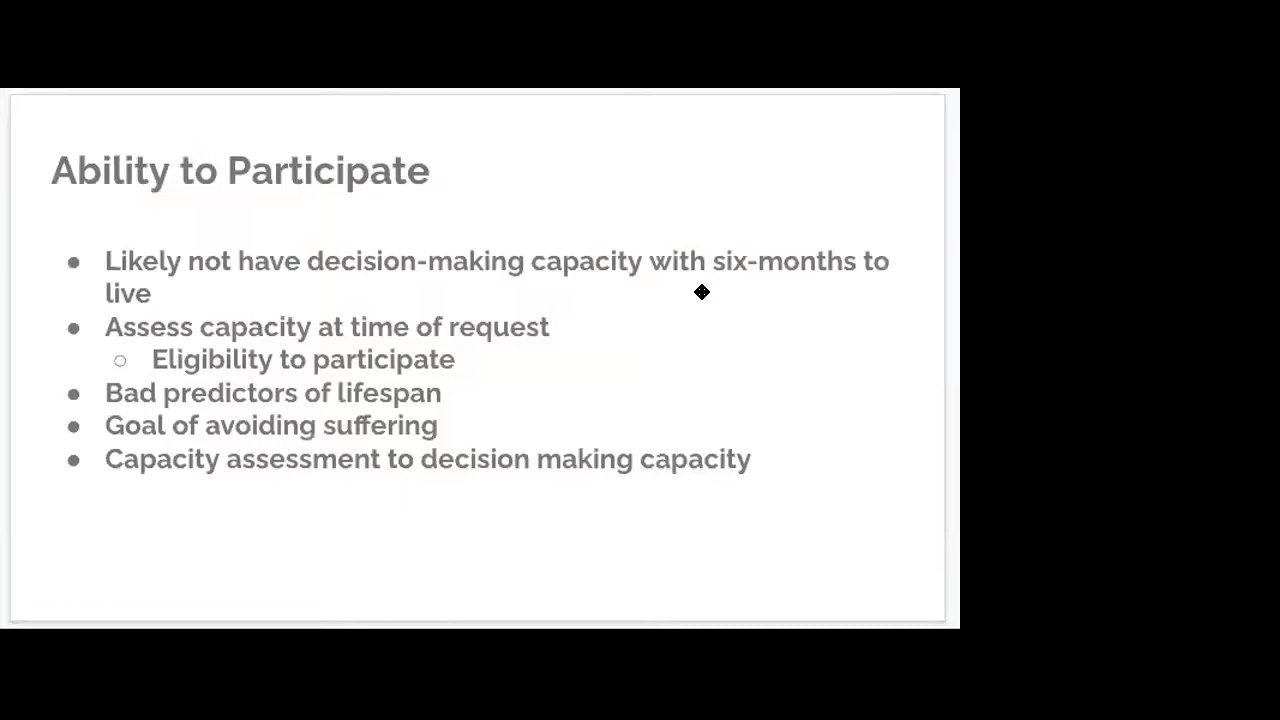 Ability to Participate
● Likely not have decision-making capacity with six-months to
live
● Assess capacity at time of request
○ Eligibility to participate
● Bad predictors of lifespan
● Goal of avoiding suffering
● Capacity assessment to decision making capacity